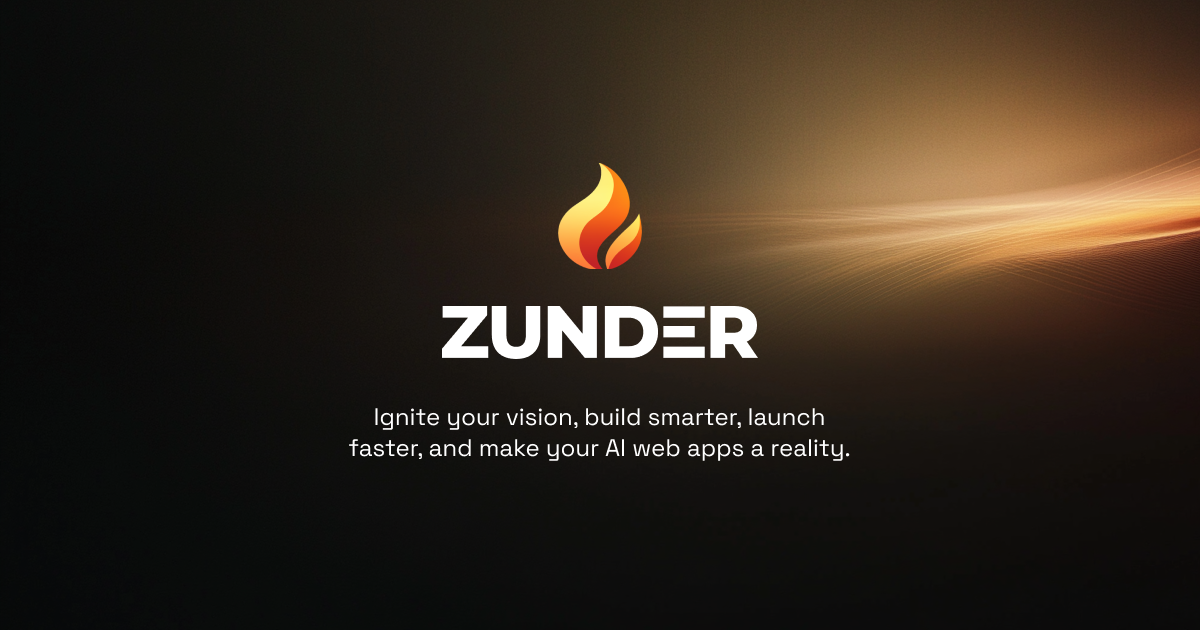 ZUNDER
Ignite your vision, build smarter, launch
faster, and make your AI web apps a reality.